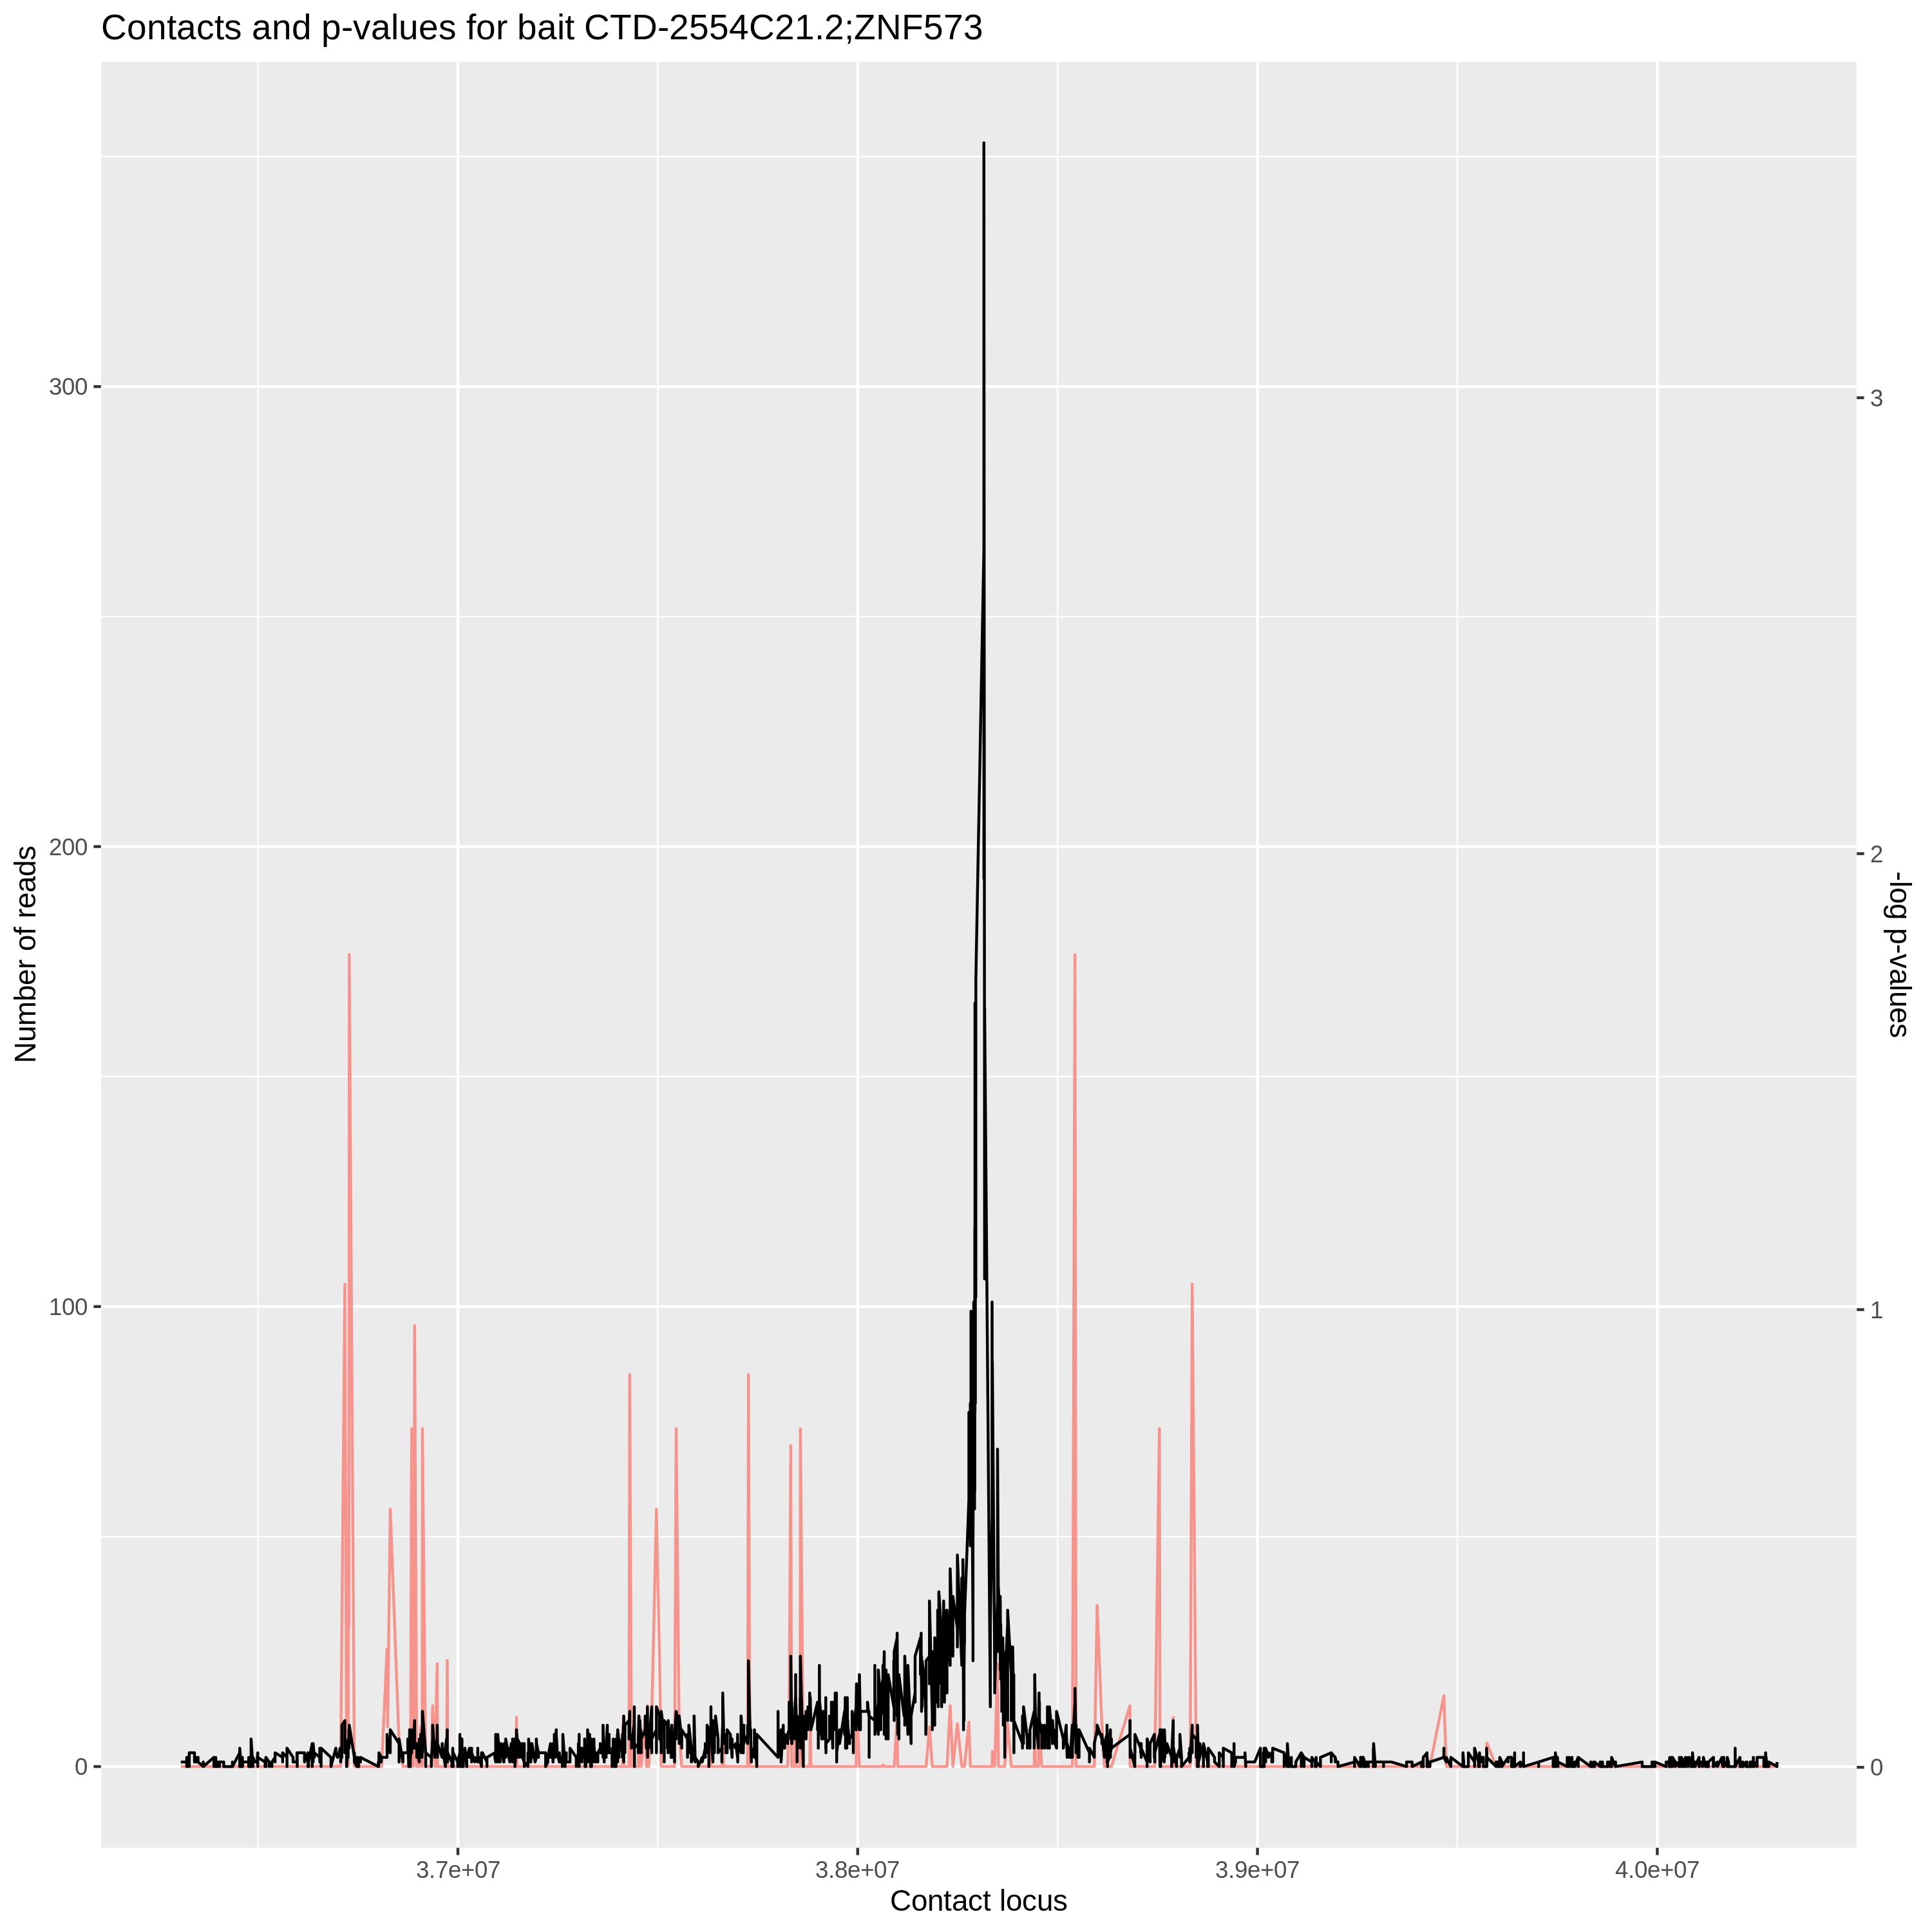 Contacts and p-values for bait CTD-2554C21.2;ZNF573
Number of reads
300
200
100
0
3
2
1
0
-log p-values
3.7e+07
3.8e+07
3.9e+07
4.0e+07
Contact locus